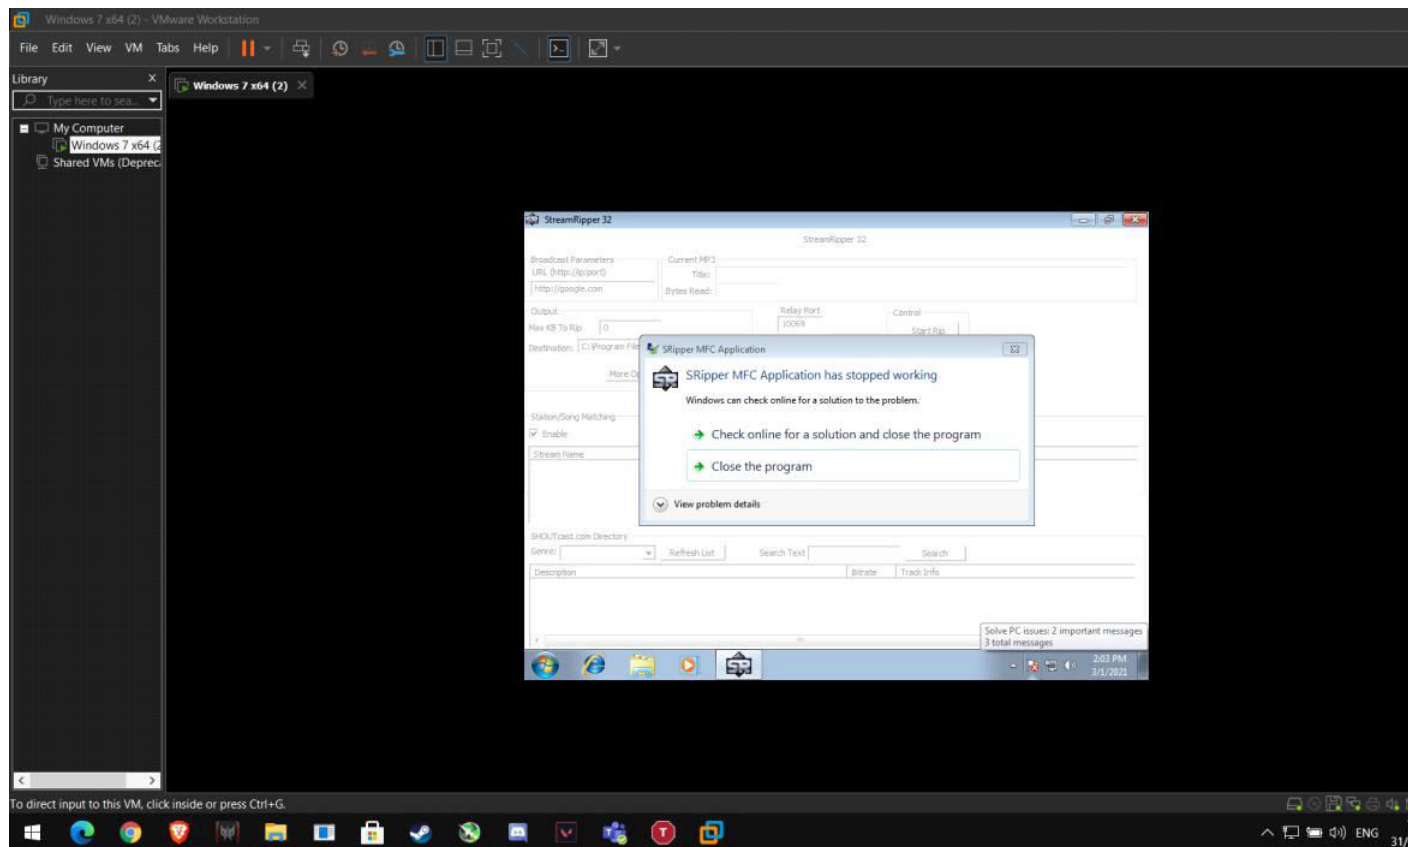 Windows 7 x64 (2) - VMware Workstation
File Edit View VM Tabs Help
Library X
Type here to sea...
Windows 7 x64 (2)
My Computer
Windows 7 x64 (2
Shared VMs (Depreca
StreamRipper 32
StreamRipper 32
Broadcast Parameters
Current MP3
URL (http://ip:port)
Title:
http://google.com
Bytes Read:
Output
Relay Port
Control
Max KB To Rip 0
10069
Start Rip
Destination: C:\Program File
SRipper MFC Application
More Op
SRipper MFC Application has stopped working
Windows can check online for a solution to the problem.
Station/Song Matching
Enable
Check online for a solution and close the program
Stream Name
Close the program
View problem details
SHOUTcast.com Directory
Genre:
Refresh List
Search Text
Search
Description
Bitrate
Track Info
Solve PC issues: 2 important messages
3 total messages
2:03 PM
3/1/2021
To direct input to this VM, click inside or press Ctrl+G.
ENG
31/